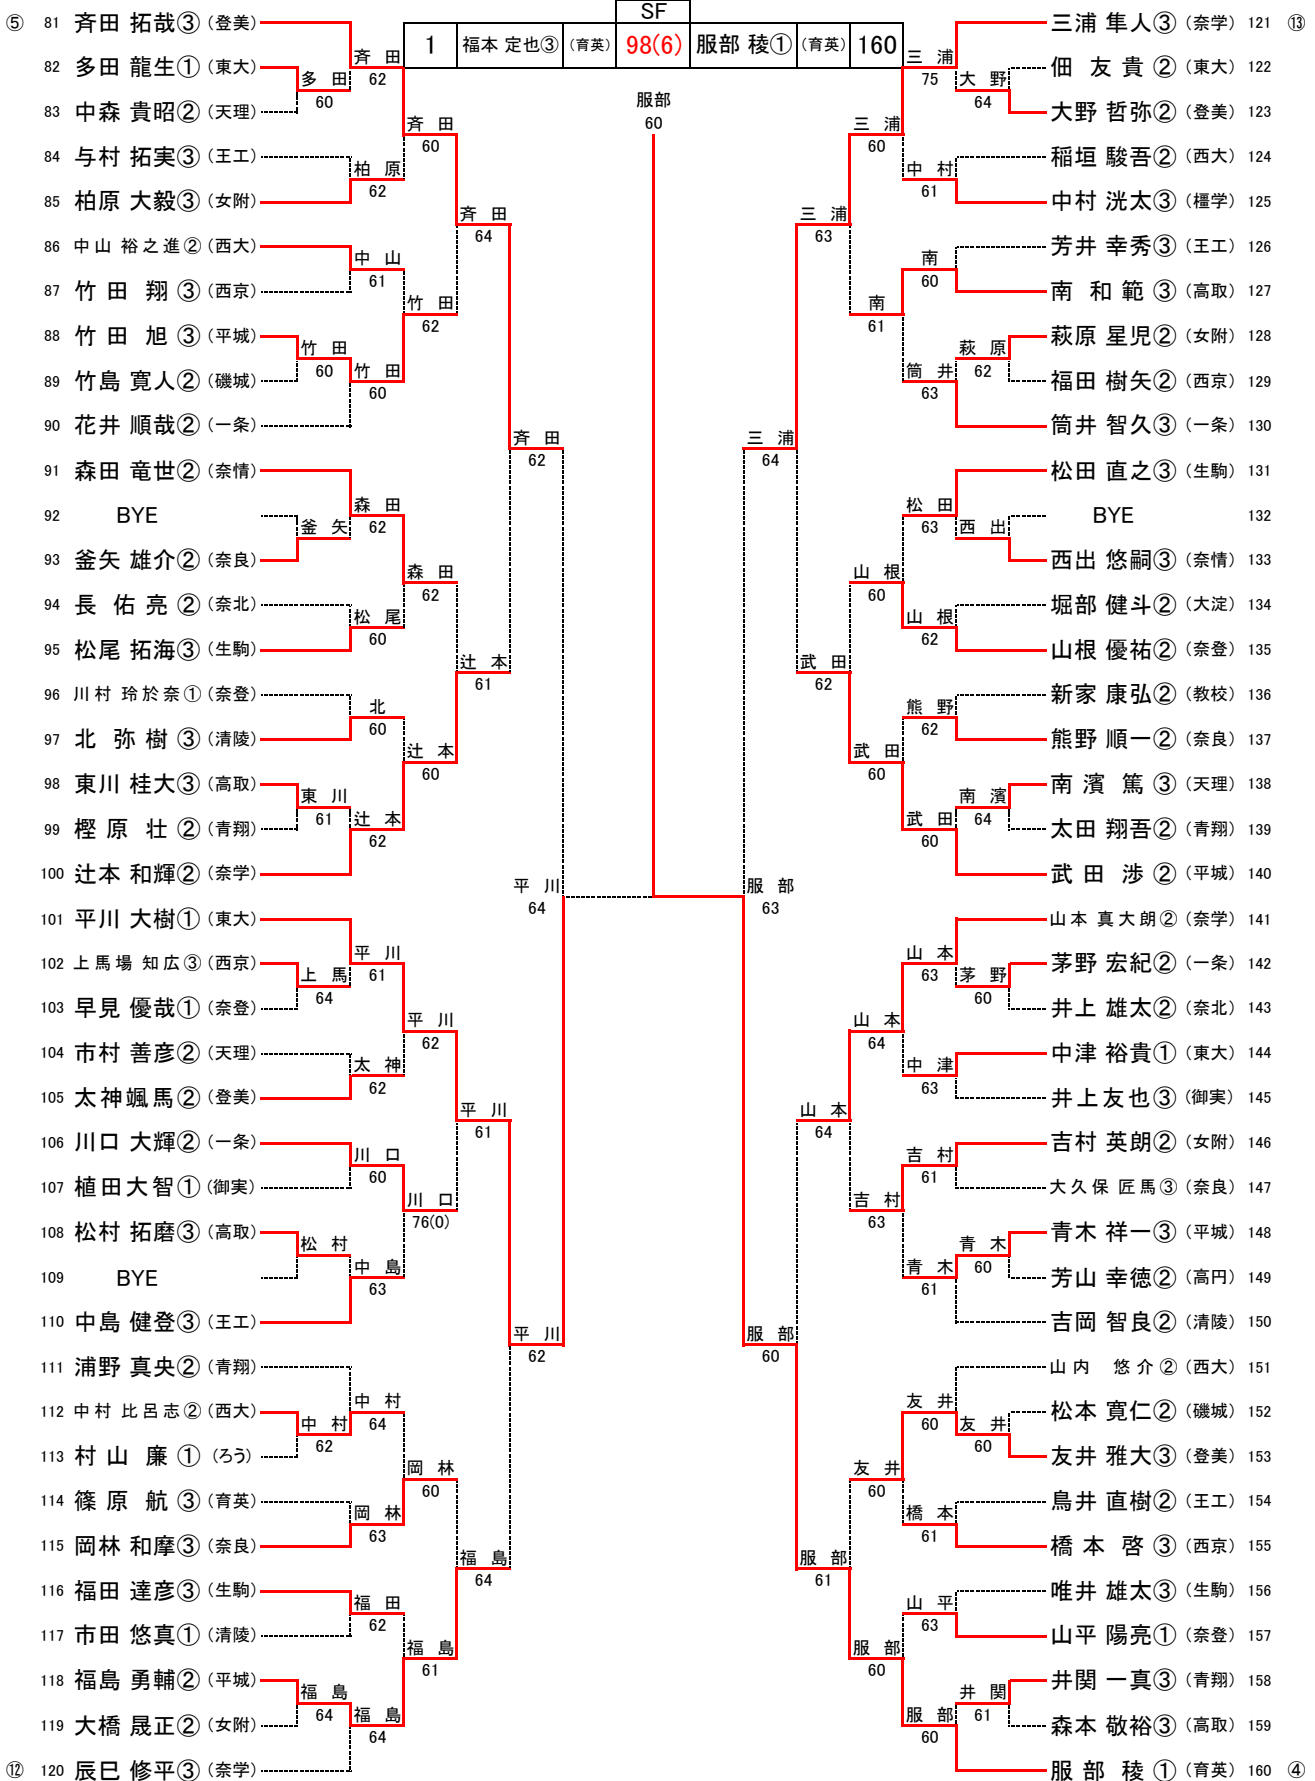 SF
1 福本 定也③ (育英) 98(6) 服部 稜① (育英) 160
服部
60
⑤ 81 斉田 拓哉③ (登美)
82 多田 龍生① (東大)
83 中森 貴昭② (天理)
84 与村 拓実③ (王工)
85 柏原 大毅③ (女附)
86 中山 裕之進② (西大)
87 竹田 翔③ (西京)
88 竹田 旭③ (平城)
89 竹島 寛人② (磯城)
90 花井 順哉② (一条)
91 森田 竜世② (奈情)
92 BYE
93 釜矢 雄介② (奈良)
94 長 佑亮② (奈北)
95 松尾 拓海③ (生駒)
96 川村 玲於奈① (奈登)
97 北 弥樹③ (清陵)
98 東川 桂大③ (高取)
99 樫原 壮② (青翔)
100 辻本 和輝② (奈学)
101 平川 大樹① (東大)
102 上馬場 知広③ (西京)
103 早見 優哉① (奈登)
104 市村 善彦② (天理)
105 太神颯馬② (登美)
106 川口 大輝② (一条)
107 植田大智① (御実)
108 松村 拓磨③ (高取)
109 BYE
110 中島 健登③ (王工)
111 浦野 真央② (青翔)
112 中村 比呂志② (西大)
113 村山 廉① (ろう)
114 篠原 航③ (育英)
115 岡林 和摩③ (奈良)
116 福田 達彦③ (生駒)
117 市田 悠真① (清陵)
118 福島 勇輔② (平城)
119 大橋 晟正② (女附)
⑫ 120 辰巳 修平③ (奈学)
多田
60
竹田
60
釜矢
東川
61
上馬
64
松村
中村
62
福島
64
斉田
62
柏原
62
中山
61
竹田
60
森田
62
松尾
60
北
60
辻本
62
平川
61
太神
62
川口
60
中島
63
中村
64
岡林
63
福田
62
福島
64
斉田
60
竹田
62
森田
62
辻本
60
平川
62
川口
76(0)
岡林
60
福島
61
斉田
64
辻本
61
平川
61
福島
64
斉田
62
平川
62
平川
64
服部
63
三浦
64
服部
60
三浦
63
武田
62
山本
64
服部
61
三浦
60
南
61
山根
60
武田
60
山本
64
吉村
63
友井
60
服部
60
三浦
75
中村
61
南
60
筒井
63
松田
63
山根
62
熊野
62
武田
60
山本
63
中津
63
吉村
61
青木
61
友井
60
橋本
61
山平
63
服部
60
大野
64
萩原
62
西出
南濱
64
茅野
60
青木
60
友井
60
井関
61
三浦 隼人③ (奈学) 121 ⑬
佃 友貴② (東大) 122
大野 哲弥② (登美) 123
稲垣 駿吾② (西大) 124
中村 洸太③ (橿学) 125
芳井 幸秀③ (王工) 126
南 和範③ (高取) 127
萩原 星児② (女附) 128
福田 樹矢② (西京) 129
筒井 智久③ (一条) 130
松田 直之③ (生駒) 131
BYE 132
西出 悠嗣③ (奈情) 133
堀部 健斗② (大淀) 134
山根 優祐② (奈登) 135
新家 康弘② (教校) 136
熊野 順一② (奈良) 137
南濱 篤③ (天理) 138
太田 翔吾② (青翔) 139
武田 渉② (平城) 140
山本 真大朗② (奈学) 141
茅野 宏紀② (一条) 142
井上 雄太② (奈北) 143
中津 裕貴① (東大) 144
井上友也③ (御実) 145
吉村 英朗② (女附) 146
大久保 匠馬③ (奈良) 147
青木 祥一③ (平城) 148
芳山 幸徳② (高円) 149
吉岡 智良② (清陵) 150
山内 悠介② (西大) 151
松本 寛仁② (磯城) 152
友井 雅大③ (登美) 153
鳥井 直樹② (王工) 154
橋本 啓③ (西京) 155
唯井 雄太③ (生駒) 156
山平 陽亮① (奈登) 157
井関 一真③ (青翔) 158
森本 敬裕③ (高取) 159
服部 稜① (育英) 160 ④